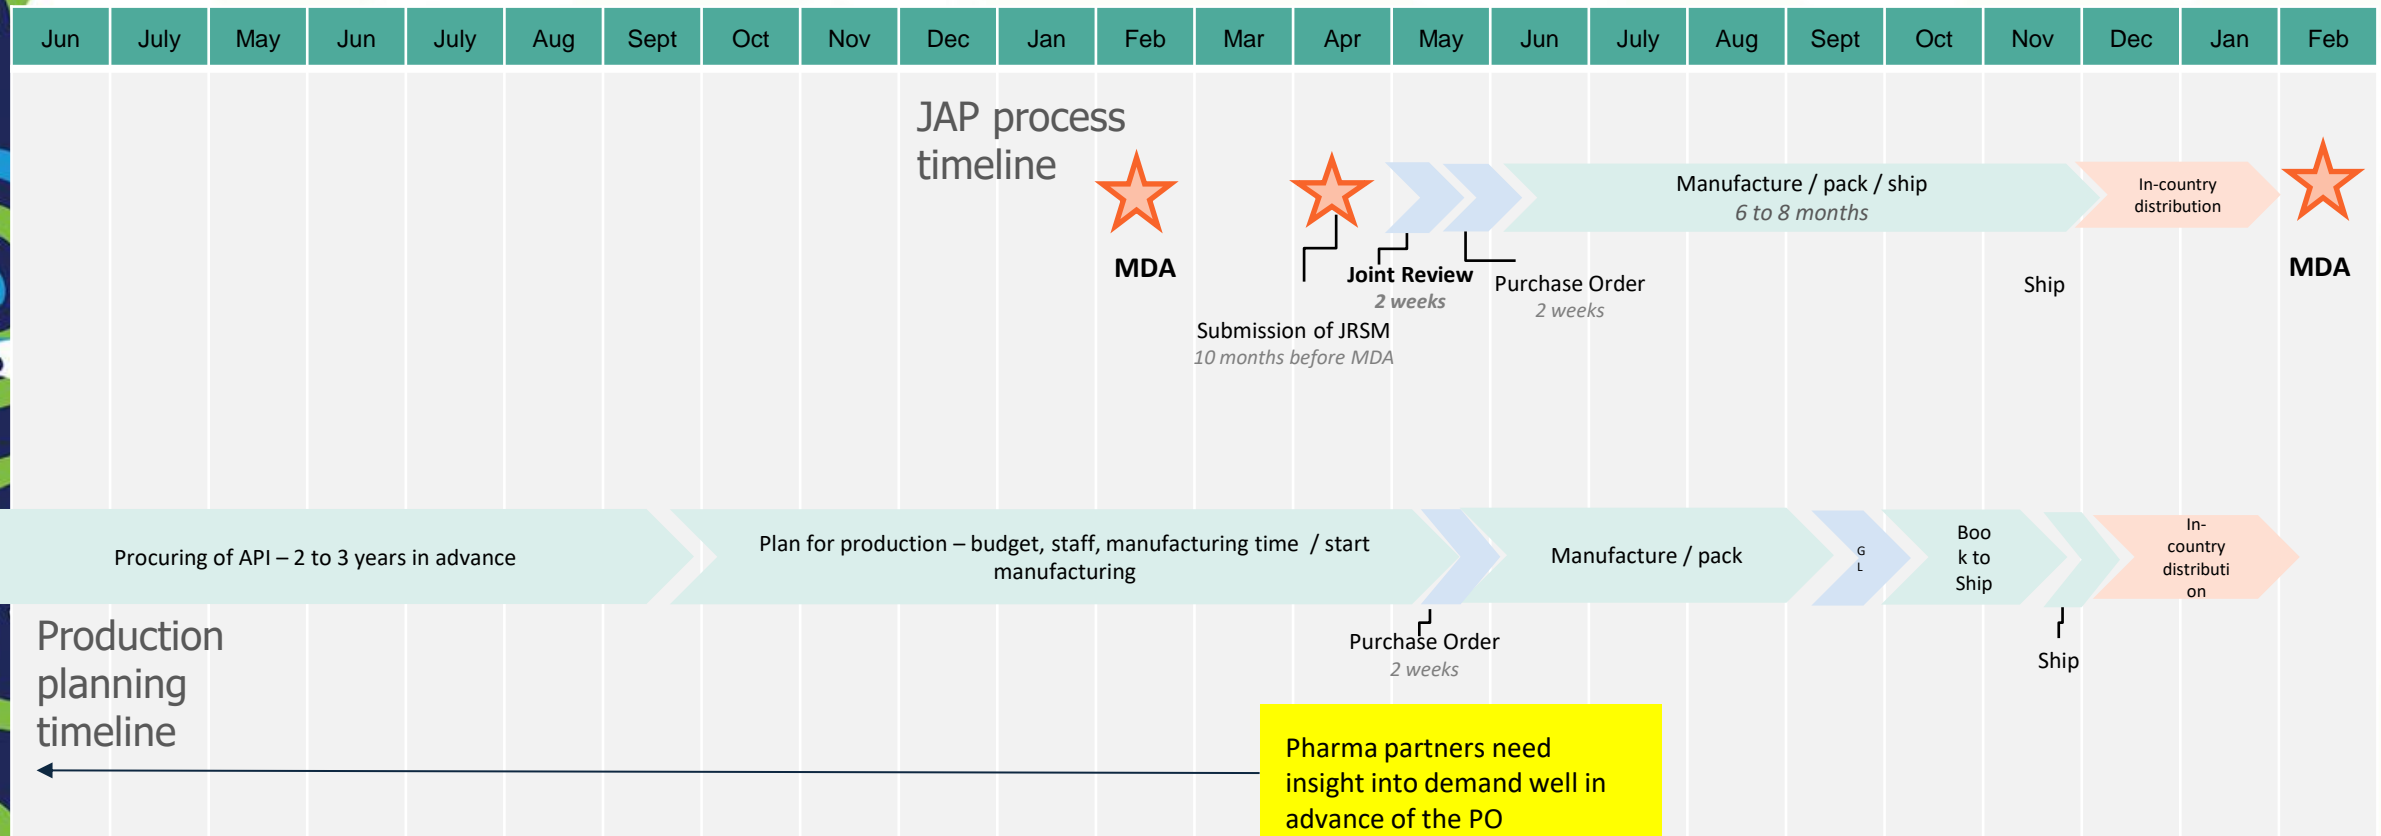 Jun July May Jun July Aug Sept Oct Nov Dec Jan Feb Mar Apr May Jun July Aug Sept Oct Nov Dec Jan Feb
JAP process
timeline
MDA
Submission of JRSM
10 months before MDA
Joint Review
2 weeks
Purchase Order
2 weeks
Manufacture / pack / ship
6 to 8 months
Ship
In-country
distribution
MDA
Procuring of API – 2 to 3 years in advance
Plan for production – budget, staff, manufacturing time / start
manufacturing
Purchase Order
2 weeks
Manufacture / pack
G
L
Boo
k to
Ship
Ship
In-
country
distributi
on
Production
planning
timeline
Pharma partners need
insight into demand well in
advance of the PO